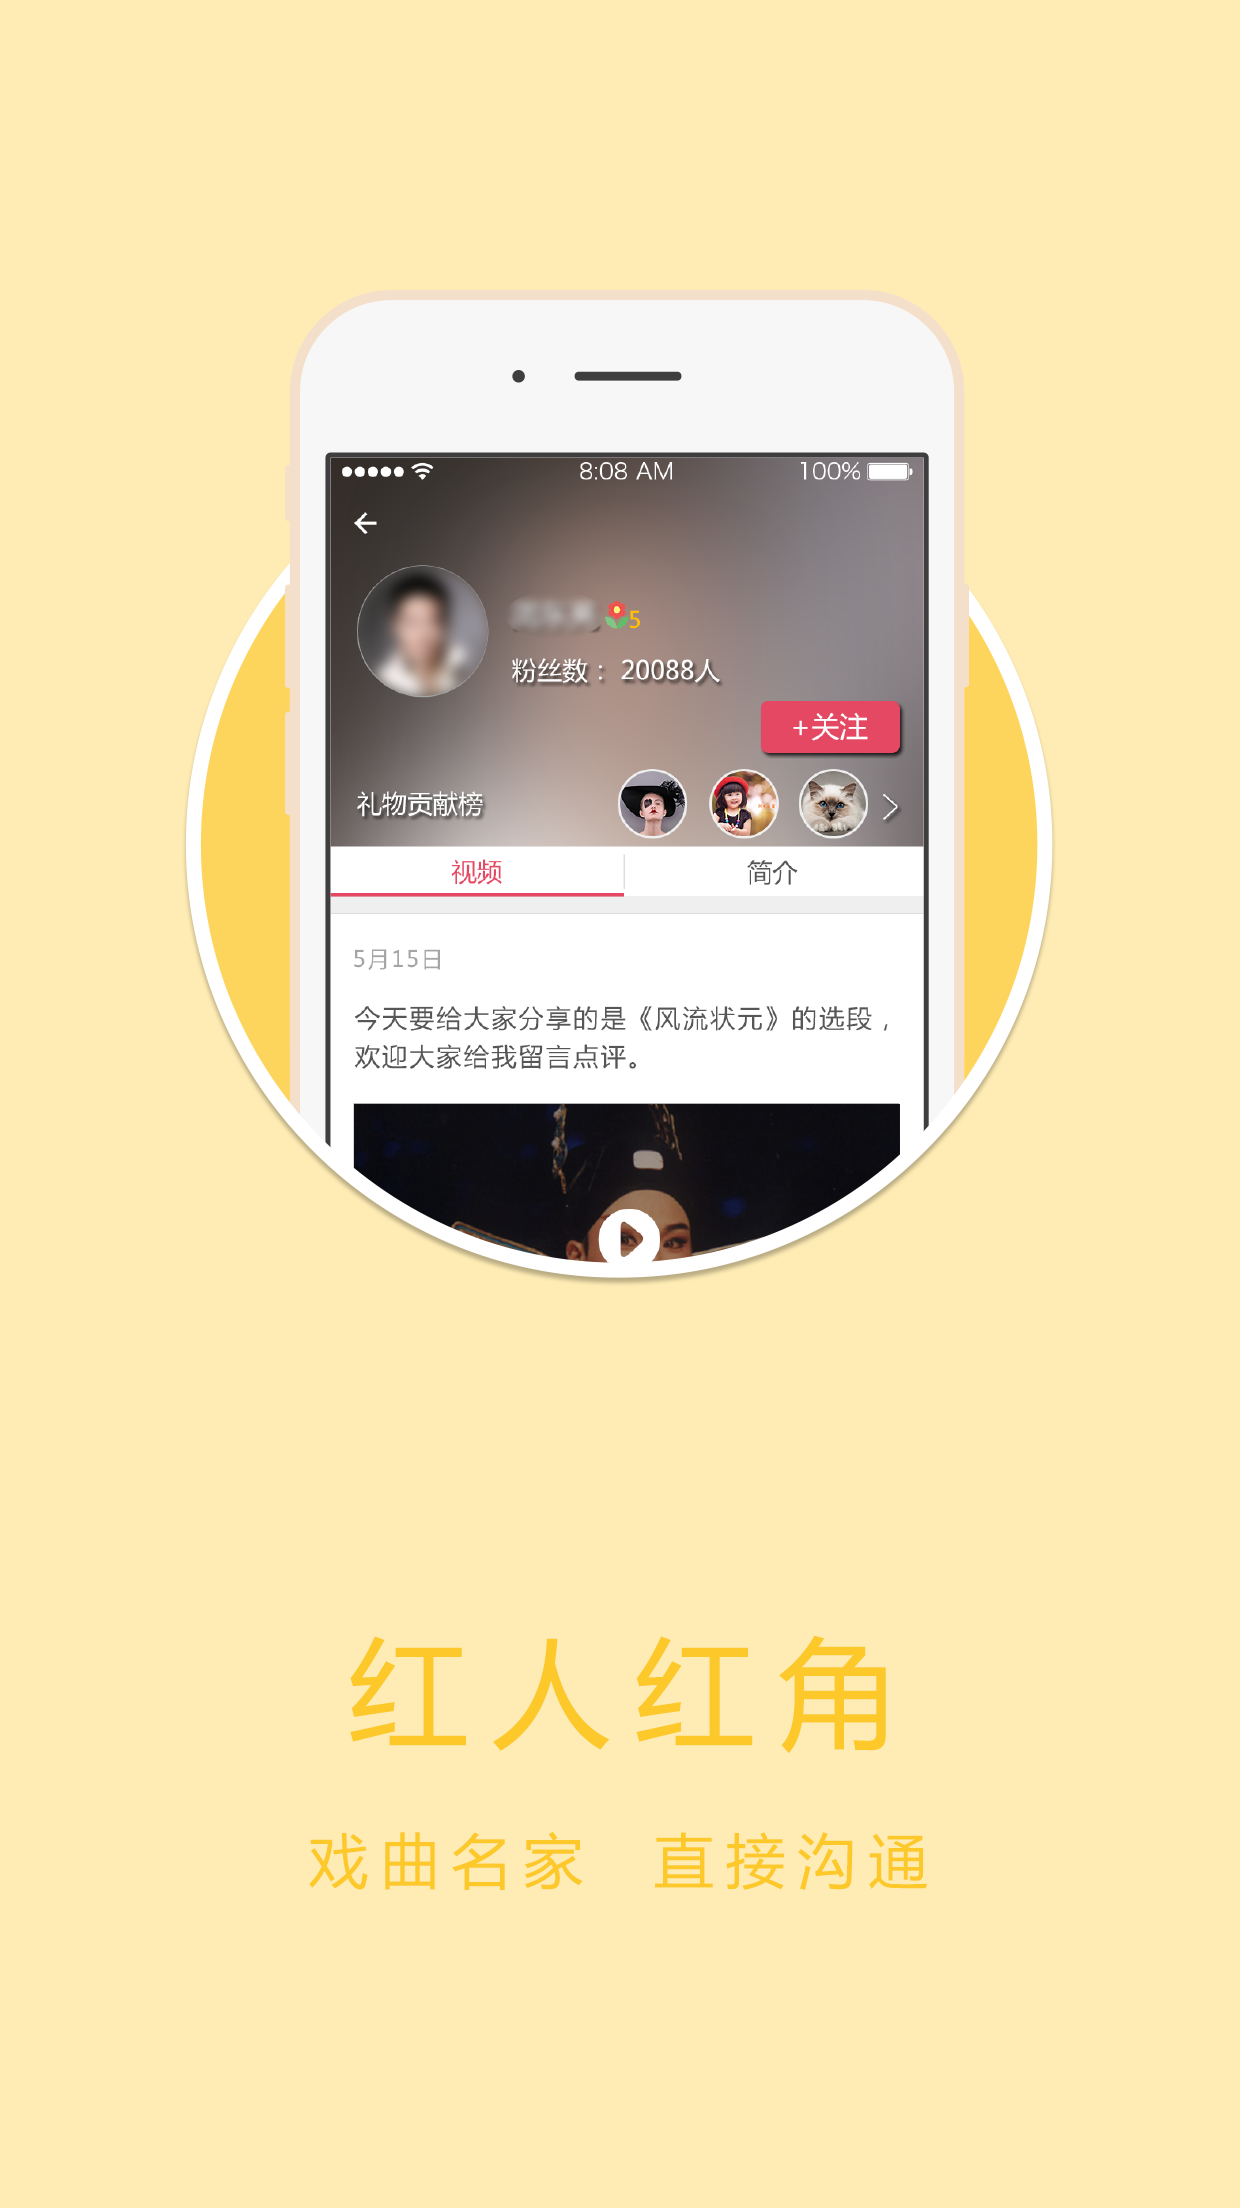 8:08 AM 100%
5
粉丝数： 20088人
+关注
礼物贡献榜
视频 简介
5月15日
今天要给大家分享的是《风流状元》的选段，
欢迎大家给我留言点评。
红人红角
戏曲名家 直接沟通